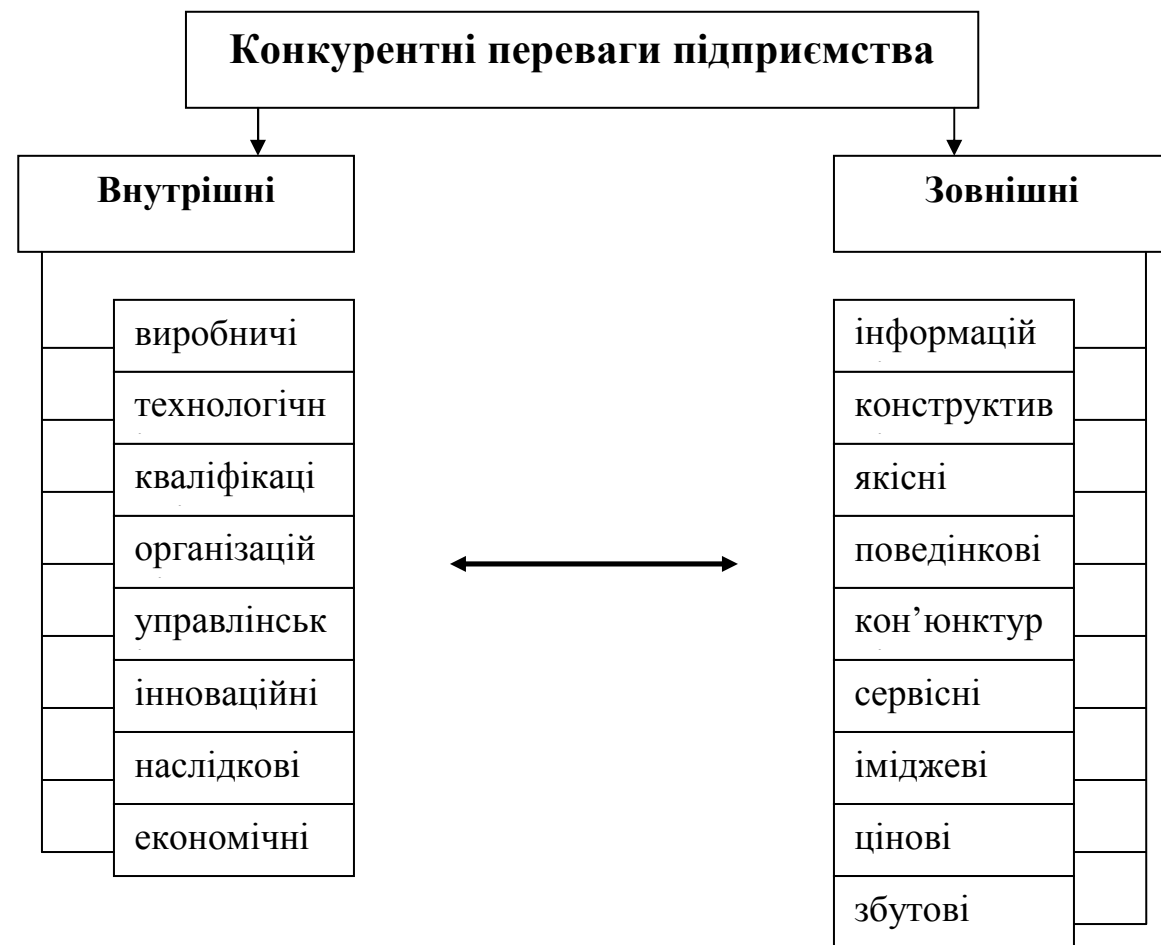 Конкурентні переваги підприємства
Внутрішні
Зовнішні
виробничі
технологічн
кваліфікаці
організацій
управлінськ
інноваційні
наслідкові
економічні
інформацій
конструктив
якісні
поведінкові
кон’юнктур
сервісні
іміджеві
цінові
збутові